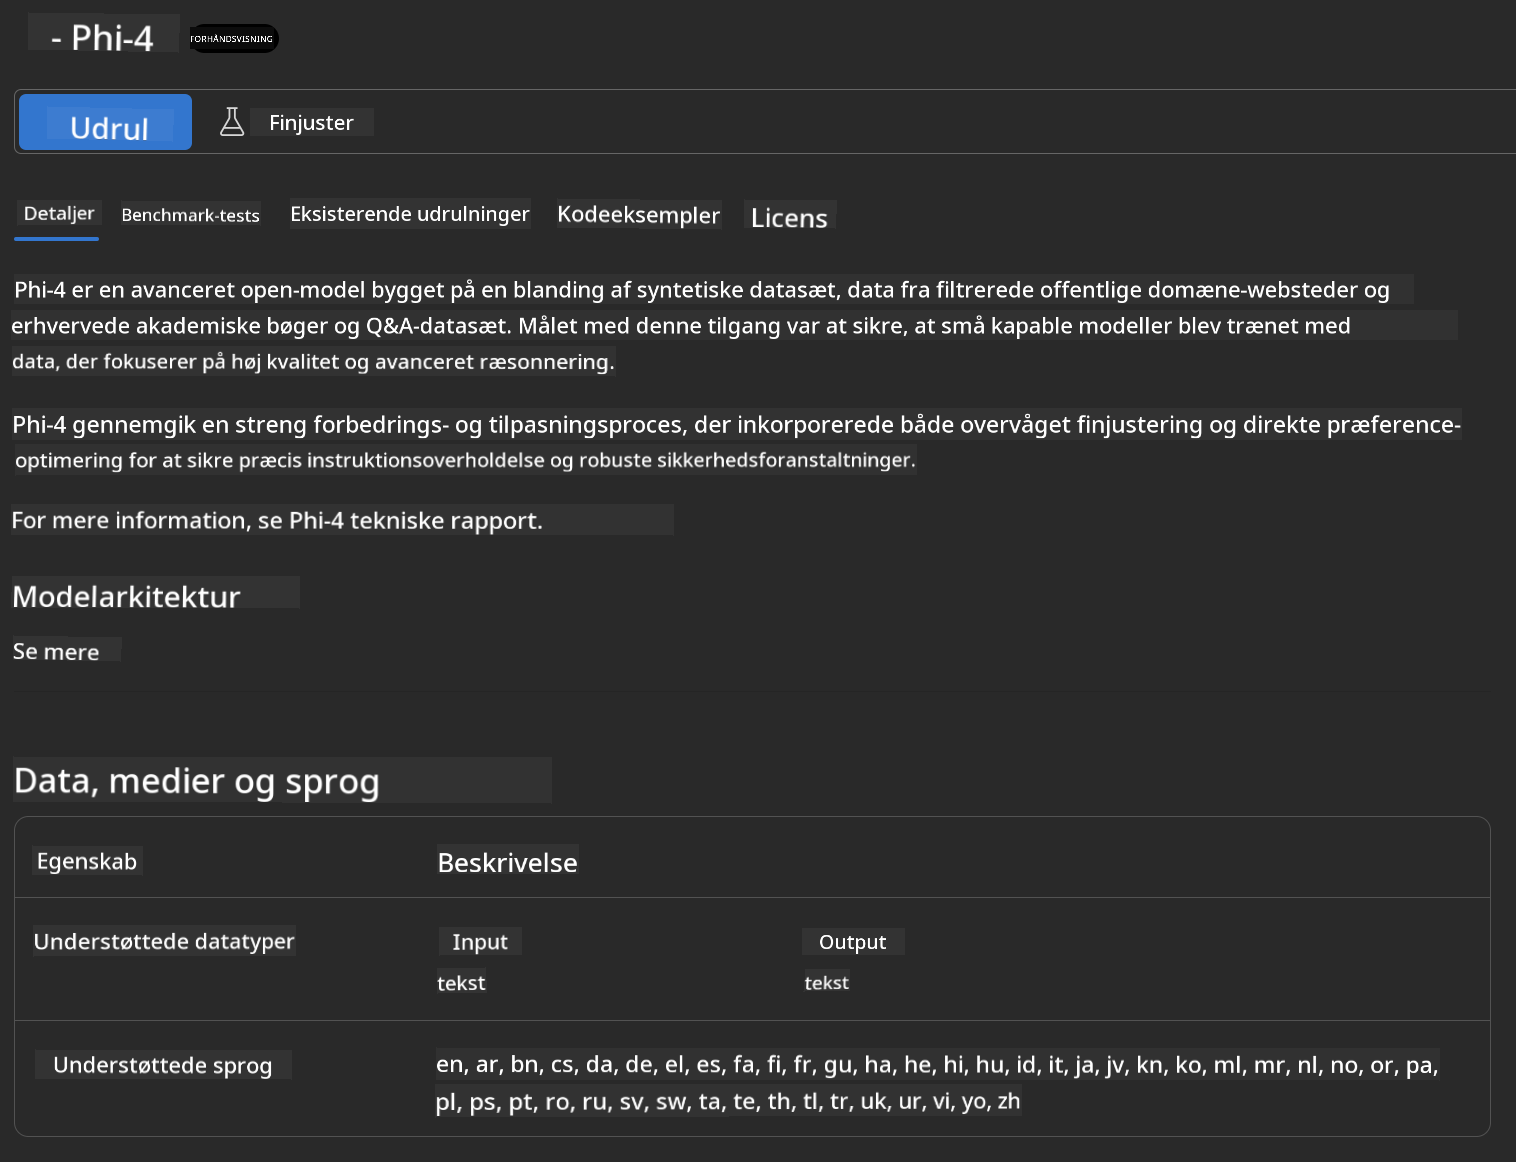 - Phi-4 FORHÅNDSVISNING
Udrul Finjuster
Detaljer Benchmark-tests Eksisterende udrulninger Kodeeksempler Licens
Phi-4 er en avanceret open-model bygget på en blanding af syntetiske datasæt, data fra filtrerede offentlige domæne-websteder og
erhvervede akademiske bøger og Q&A-datasæt. Målet med denne tilgang var at sikre, at små kapable modeller blev trænet med
data, der fokuserer på høj kvalitet og avanceret ræsonnering.
Phi-4 gennemgik en streng forbedrings- og tilpasningsproces, der inkorporerede både overvåget finjustering og direkte præference-
optimering for at sikre præcis instruktionsoverholdelse og robuste sikkerhedsforanstaltninger.
For mere information, se Phi-4 tekniske rapport.
Modelarkitektur
Se mere
Data, medier og sprog
Egenskab Beskrivelse
Understøttede datatyper Input Output
tekst tekst
Understøttede sprog en, ar, bn, cs, da, de, el, es, fa, fi, fr, gu, ha, he, hi, hu, id, it, ja, jv, kn, ko, ml, mr, nl, no, or, pa,
pl, ps, pt, ro, ru, sv, sw, ta, te, th, tl, tr, uk, ur, vi, yo, zh